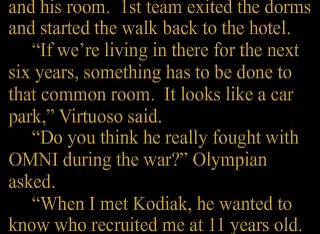 and his room.  1st team exited the dorms
and started the walk back to the hotel.
“If we’re living in there for the next
six years, something has to be done to
that common room.  It looks like a car
park,” Virtuoso said.
“Do you think he really fought with
OMNI during the war?” Olympian
asked.
“When I met Kodiak, he wanted to
know who recruited me at 11 years old.